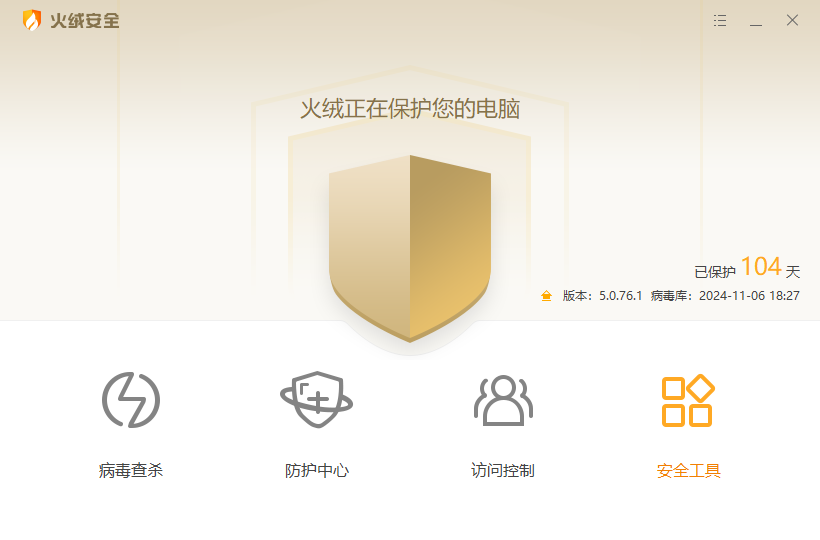 火绒安全
火绒正在保护您的电脑
已保护 104 天
版本：5.0.76.1 病毒库：2024-11-06 18:27
病毒查杀 防护中心 访问控制 安全工具